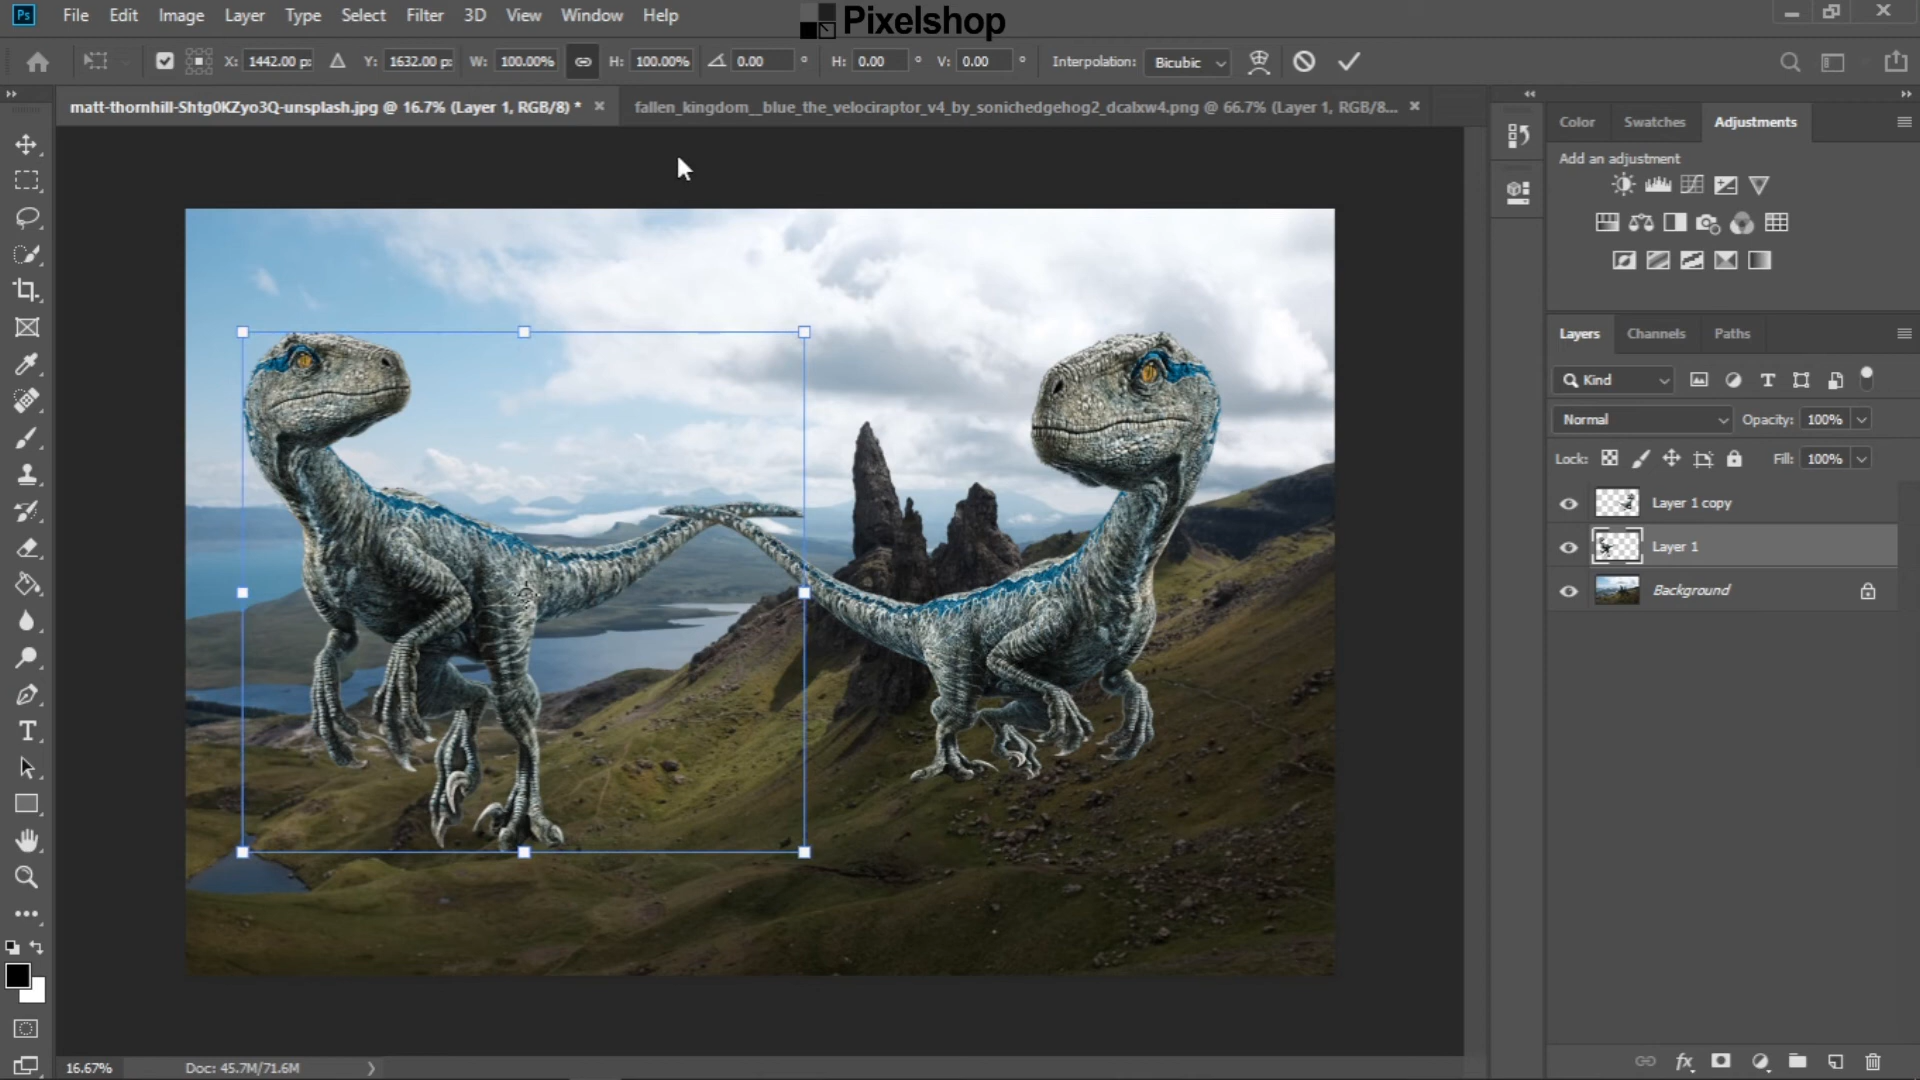 Ps File Edit Image Layer Type Select Filter 3D View Window Help Pixelshop
X: 1442.00 p: Y: 1632.00 p: W: 100.00% H: 100.00% 0.00 ° H: 0.00 ° V: 0.00 ° Interpolation: Bicubic
matt-thornhill-Shtg0KZyo3Q-unsplash.jpg @ 16.7% (Layer 1, RGB/8) * × fallen_kingdom__blue_the_velociraptor_v4_by_sonichedgehog2_dcalxw4.png @ 66.7% (Layer 1, RGB/8... ×
Color Swatches Adjustments
Add an adjustment
Layers Channels Paths
Kind
Normal Opacity: 100%
Lock: Fill: 100%
Layer 1 copy
Layer 1
Background
16.67% Doc: 45.7M/71.6M